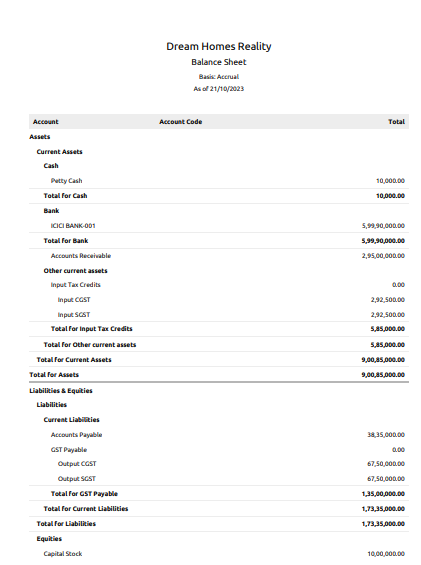 Dream Homes Reality
Balance Sheet
Basis: Accrual
As of 21/10/2023
Account Account Code Total
Assets
Current Assets
Cash
Petty Cash 10,000.00
Total for Cash 10,000.00
Bank
ICICI BANK-001 5,99,90,000.00
Total for Bank 5,99,90,000.00
Accounts Receivable 2,95,00,000.00
Other current assets
Input Tax Credits 0.00
Input CGST 2,92,500.00
Input SGST 2,92,500.00
Total for Input Tax Credits 5,85,000.00
Total for Other current assets 5,85,000.00
Total for Current Assets 9,00,85,000.00
Total for Assets 9,00,85,000.00
Liabilities & Equities
Liabilities
Current Liabilities
Accounts Payable 38,35,000.00
GST Payable 0.00
Output CGST 67,50,000.00
Output SGST 67,50,000.00
Total for GST Payable 1,35,00,000.00
Total for Current Liabilities 1,73,35,000.00
Total for Liabilities 1,73,35,000.00
Equities
Capital Stock 10,00,000.00